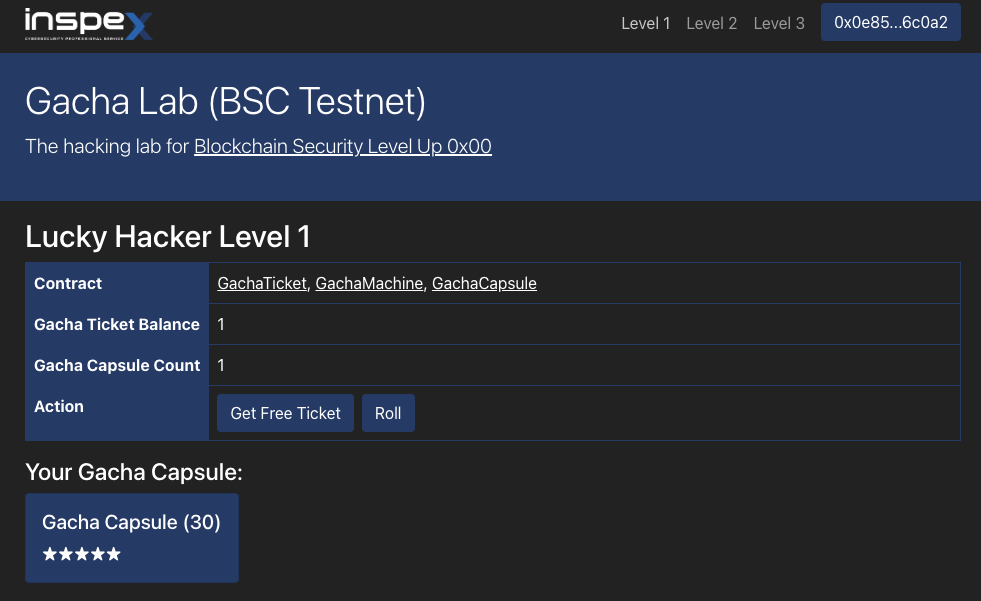 inspex
CYBERSECURITY PROFESSIONAL SERVICE
Level 1 Level 2 Level 3 0x0e85...6c0a2
Gacha Lab (BSC Testnet)
The hacking lab for Blockchain Security Level Up 0x00
Lucky Hacker Level 1
Contract GachaTicket, GachaMachine, GachaCapsule
Gacha Ticket Balance 1
Gacha Capsule Count 1
Action Get Free Ticket Roll
Your Gacha Capsule:
Gacha Capsule (30)
★★★★★